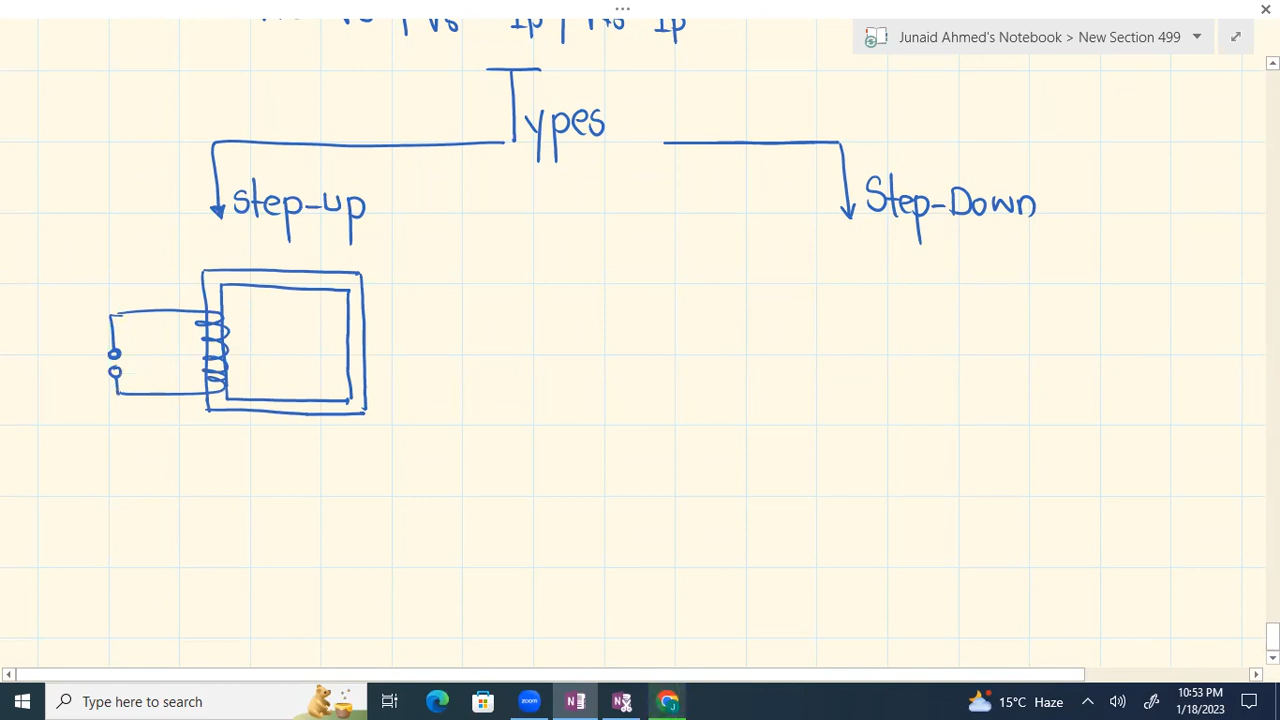 Junaid Ahmed's Notebook > New Section 499
Types
Step-up
Step-Down
Type here to search
zoom
15°C Haze
10:53 PM
1/18/2023